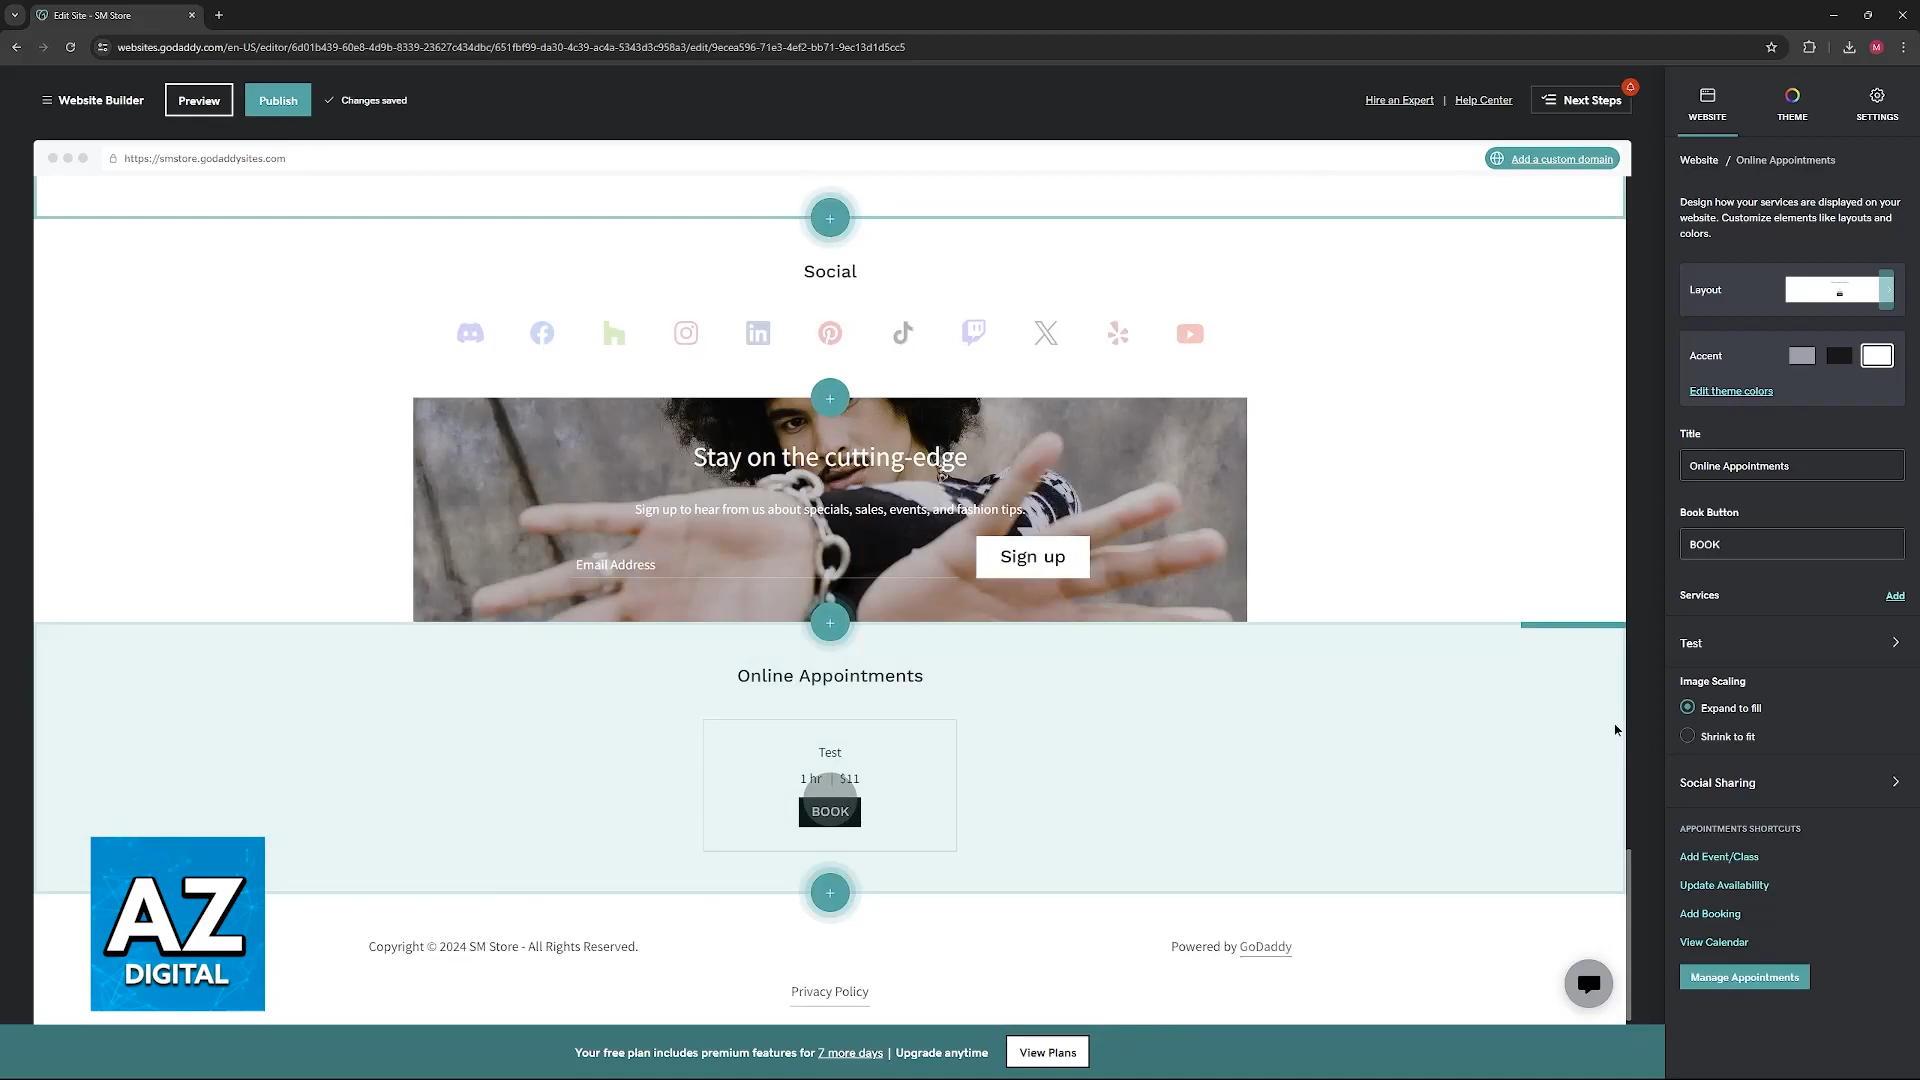 Edit Site - SM Store
websites.godaddy.com/en-US/editor/6d01b439-60e8-4d9b-8339-23627c434dbc/651fbf99-da30-4c39-ac4a-5343d3c958a3/edit/9ecea596-71e3-4ef2-bb71-9ec13d1d5cc5
M
Website Builder
Preview
Publish
Changes saved
Hire an Expert | Help Center
Next Steps
WEBSITE
THEME
SETTINGS
https://smstore.godaddysites.com
Add a custom domain
Website / Online Appointments
Design how your services are displayed on your
website. Customize elements like layouts and
colors.
Social
Layout
Accent
Edit theme colors
Stay on the cutting-edge
Sign up to hear from us about specials, sales, events, and fashion tips.
Email Address
Sign up
Title
Online Appointments
Book Button
BOOK
Services
Add
Test
Image Scaling
Expand to fill
Shrink to fit
Social Sharing
APPOINTMENTS SHORTCUTS
Add Event/Class
Update Availability
Add Booking
View Calendar
Manage Appointments
Online Appointments
Test
1 hr | $11
BOOK
AZ
DIGITAL
Copyright © 2024 SM Store - All Rights Reserved.
Powered by GoDaddy
Privacy Policy
Your free plan includes premium features for 7 more days | Upgrade anytime
View Plans